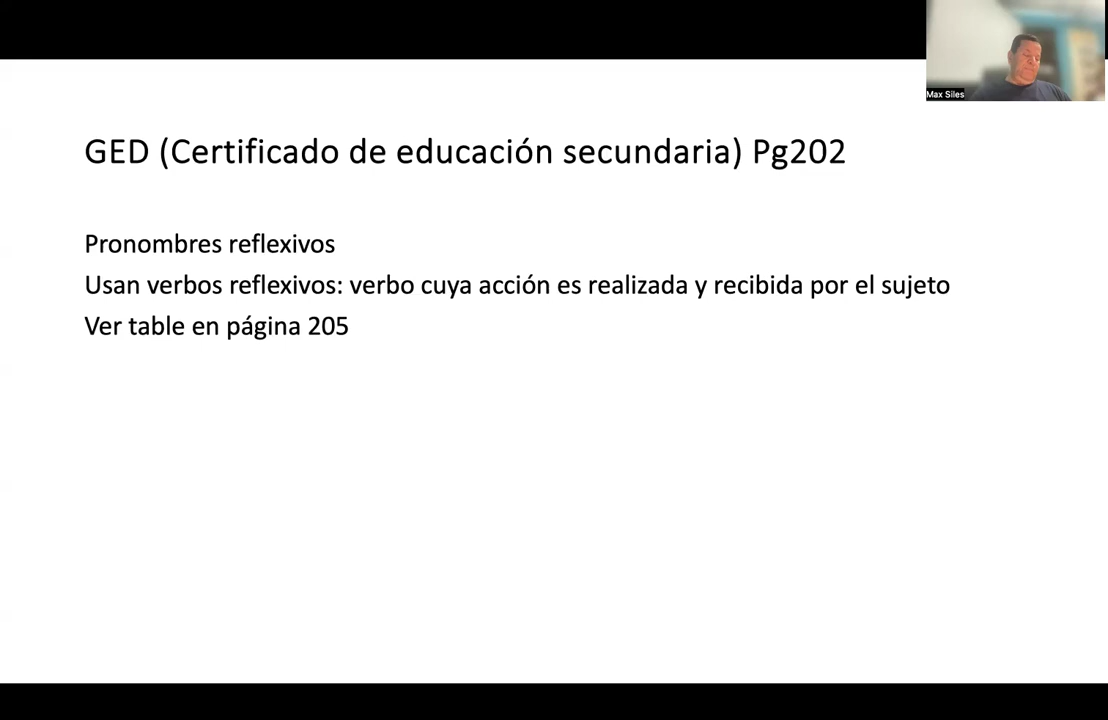 Max Siles
GED (Certificado de educación secundaria) Pg202
Pronombres reflexivos
Usan verbos reflexivos: verbo cuya acción es realizada y recibida por el sujeto
Ver table en página 205